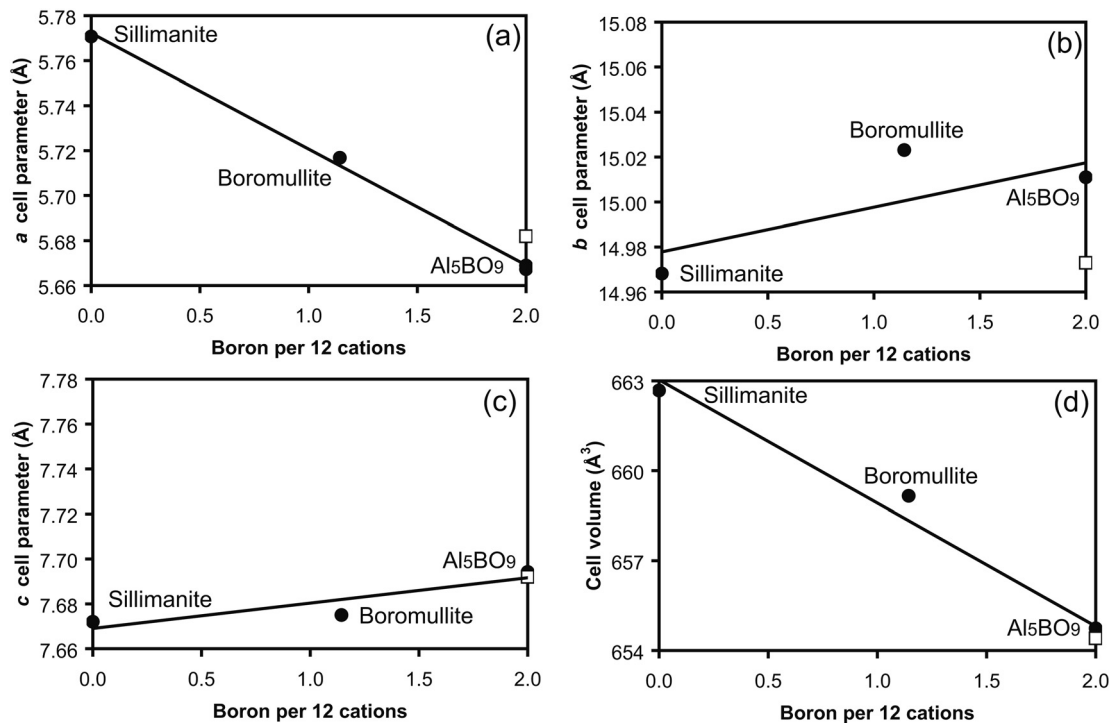 (a)
5.78
5.76
5.74
5.72
5.70
5.68
5.66
a cell parameter (Å)
Sillimanite
Boromullite
Al5BO9
0.0 0.5 1.0 1.5 2.0
Boron per 12 cations
(b)
15.08
15.06
15.04
15.02
15.00
14.98
14.96
b cell parameter (Å)
Boromullite
Al5BO9
Sillimanite
0.0 0.5 1.0 1.5 2.0
Boron per 12 cations
(c)
7.78
7.76
7.74
7.72
7.70
7.68
7.66
c cell parameter (Å)
Al5BO9
Sillimanite
Boromullite
0.0 0.5 1.0 1.5 2.0
Boron per 12 cations
(d)
663
660
657
654
Cell volume (Å³)
Sillimanite
Boromullite
Al5BO9
0.0 0.5 1.0 1.5 2.0
Boron per 12 cations